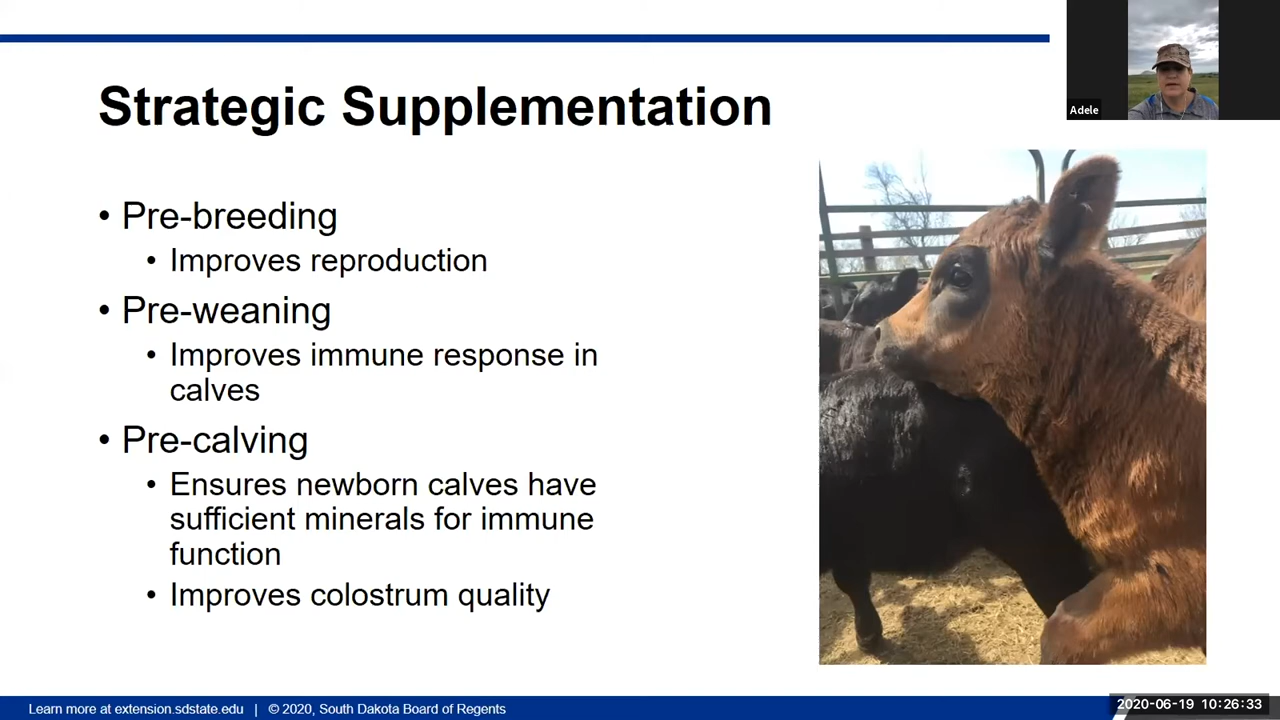 Adele
Strategic Supplementation
• Pre-breeding
• Improves reproduction
• Pre-weaning
• Improves immune response in
calves
• Pre-calving
• Ensures newborn calves have
sufficient minerals for immune
function
• Improves colostrum quality
Learn more at extension.sdstate.edu | © 2020, South Dakota Board of Regents
2020-06-19 10:26:33